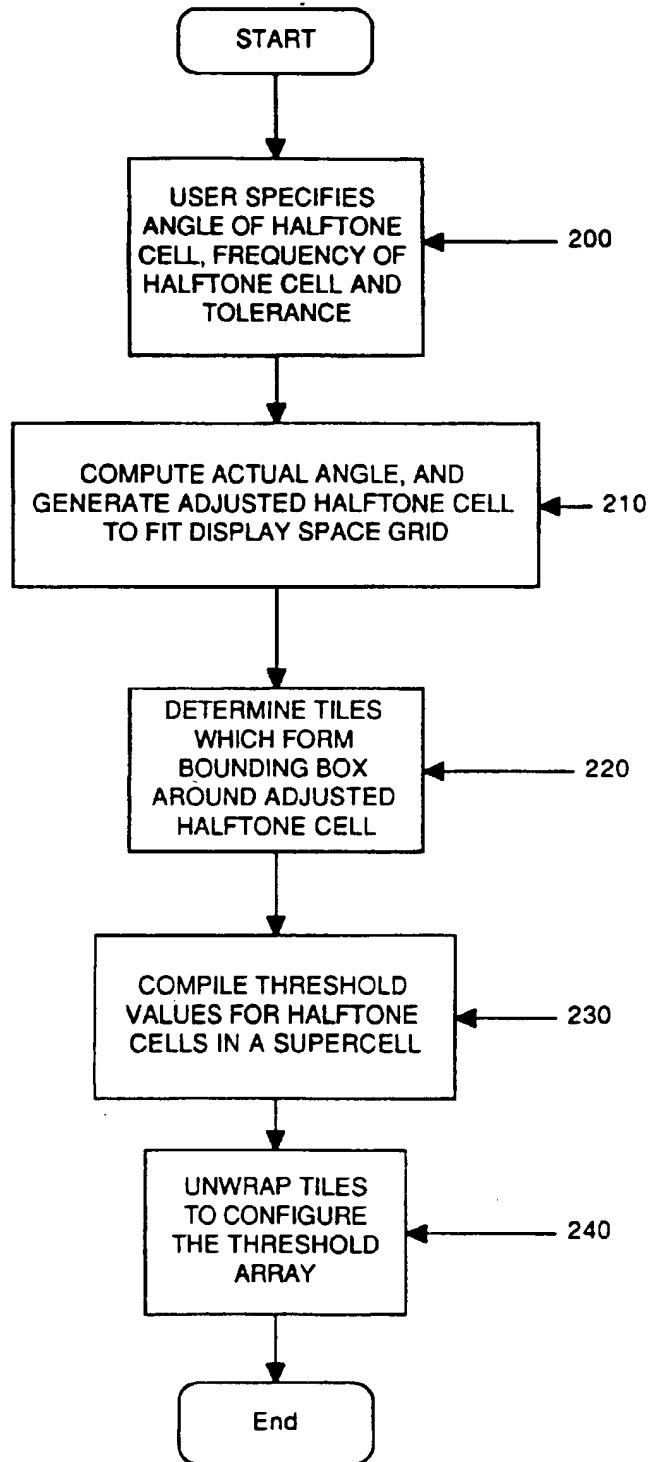 START
USER SPECIFIES
ANGLE OF HALFTONE
CELL, FREQUENCY OF
HALFTONE CELL AND
TOLERANCE
200
COMPUTE ACTUAL ANGLE, AND
GENERATE ADJUSTED HALFTONE CELL
TO FIT DISPLAY SPACE GRID
210
DETERMINE TILES
WHICH FORM
BOUNDING BOX
AROUND ADJUSTED
HALFTONE CELL
220
COMPILE THRESHOLD
VALUES FOR HALFTONE
CELLS IN A SUPERCELL
230
UNWRAP TILES
TO CONFIGURE
THE THRESHOLD
ARRAY
240
End